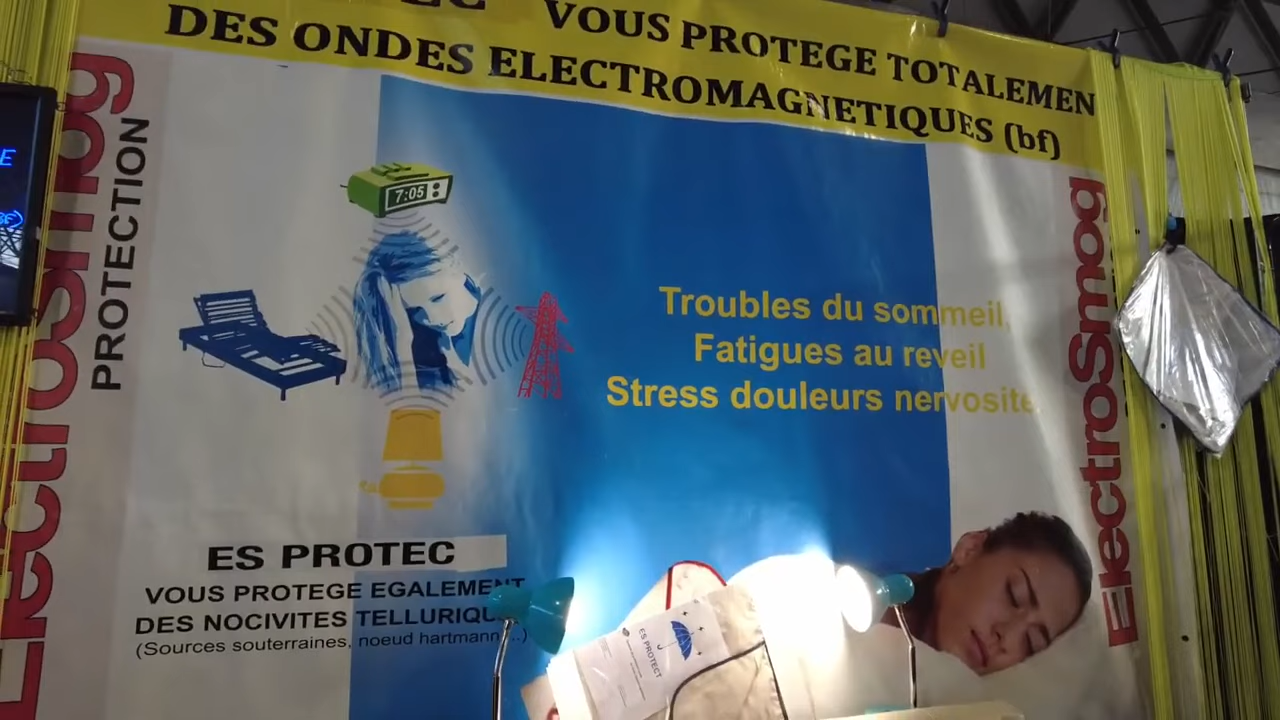 VOUS PROTEGE TOTALEMEN
DES ONDES ELECTROMAGNETIQUES (bf)
ElectroSmog
PROTECTION
7:05
Troubles du sommeil,
Fatigues au reveil
Stress douleurs nervosite
ElectroSmog
ES PROTEC
VOUS PROTEGE EGALEMENT
DES NOCIVITES TELLURIQU
(Sources souterraines, noeud hartmann...)
ES PROTECT